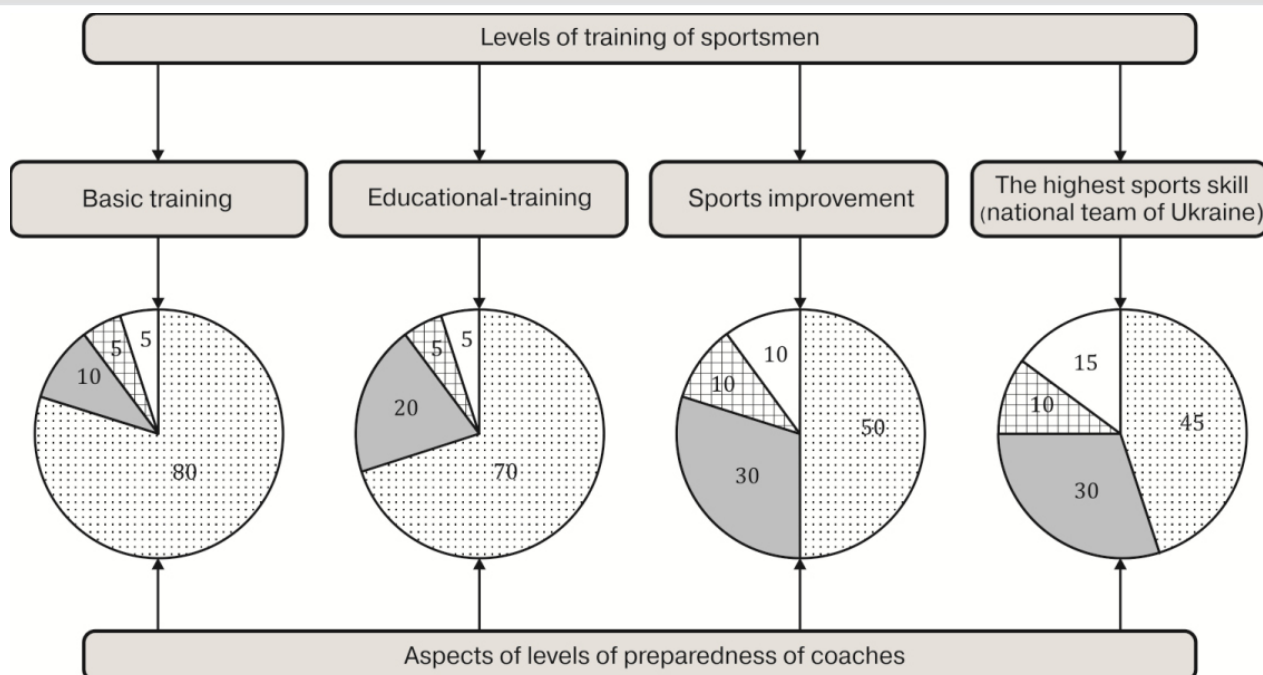 Levels of training of sportsmen
Basic training
Educational-training
Sports improvement
The highest sports skill
(national team of Ukraine)
5
5
10
80
5
5
20
70
10
10
30
50
15
10
30
45
Aspects of levels of preparedness of coaches